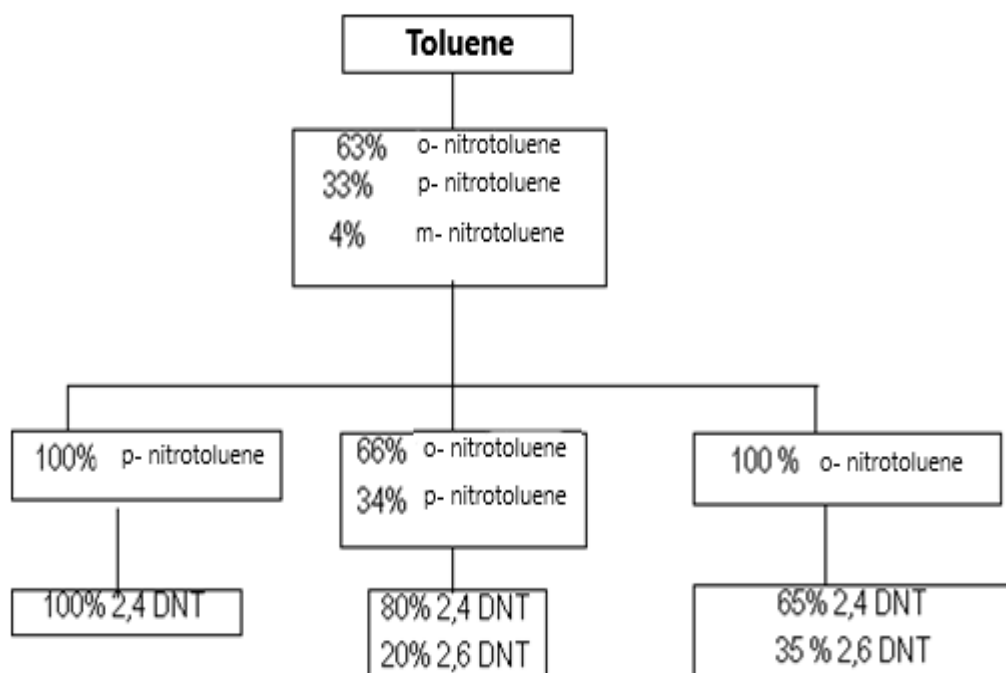 Toluene
63% o- nitrotoluene
33% p- nitrotoluene
4% m- nitrotoluene
100% p- nitrotoluene
66% o- nitrotoluene
34% p- nitrotoluene
100 % o- nitrotoluene
100% 2,4 DNT
80% 2,4 DNT
20% 2,6 DNT
65% 2,4 DNT
35 % 2,6 DNT